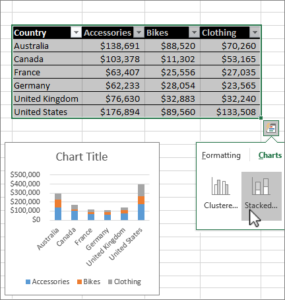 Country Accessories Bikes Clothing
Australia $138,691 $88,520 $70,260
Canada $103,378 $11,302 $53,165
France $63,407 $25,556 $27,035
Germany $62,233 $28,054 $23,565
United Kingdom $76,630 $32,883 $32,240
United States $176,894 $89,560 $133,508
Formatting Charts
Clustere... Stacked...
Chart Title
$500,000
$400,000
$300,000
$200,000
$100,000
$0
Australia
Canada
France
Germany
United Kingdom
United States
Accessories Bikes Clothing